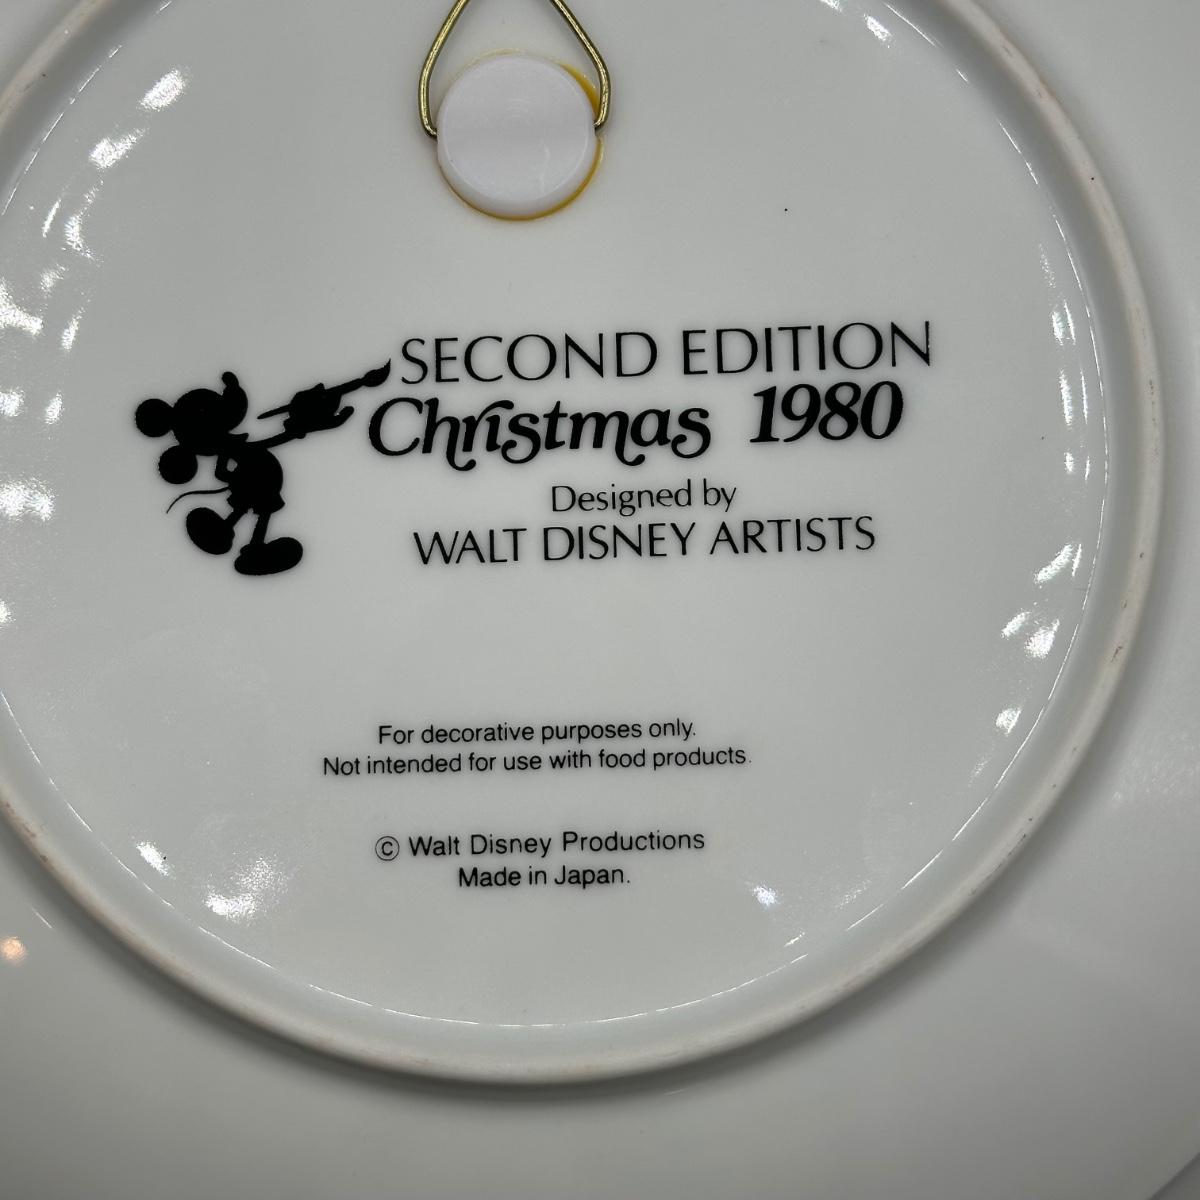 SECOND EDITION
Christmas 1980
Designed by
WALT DISNEY ARTISTS
For decorative purposes only.
Not intended for use with food products.
© Walt Disney Productions
Made in Japan.